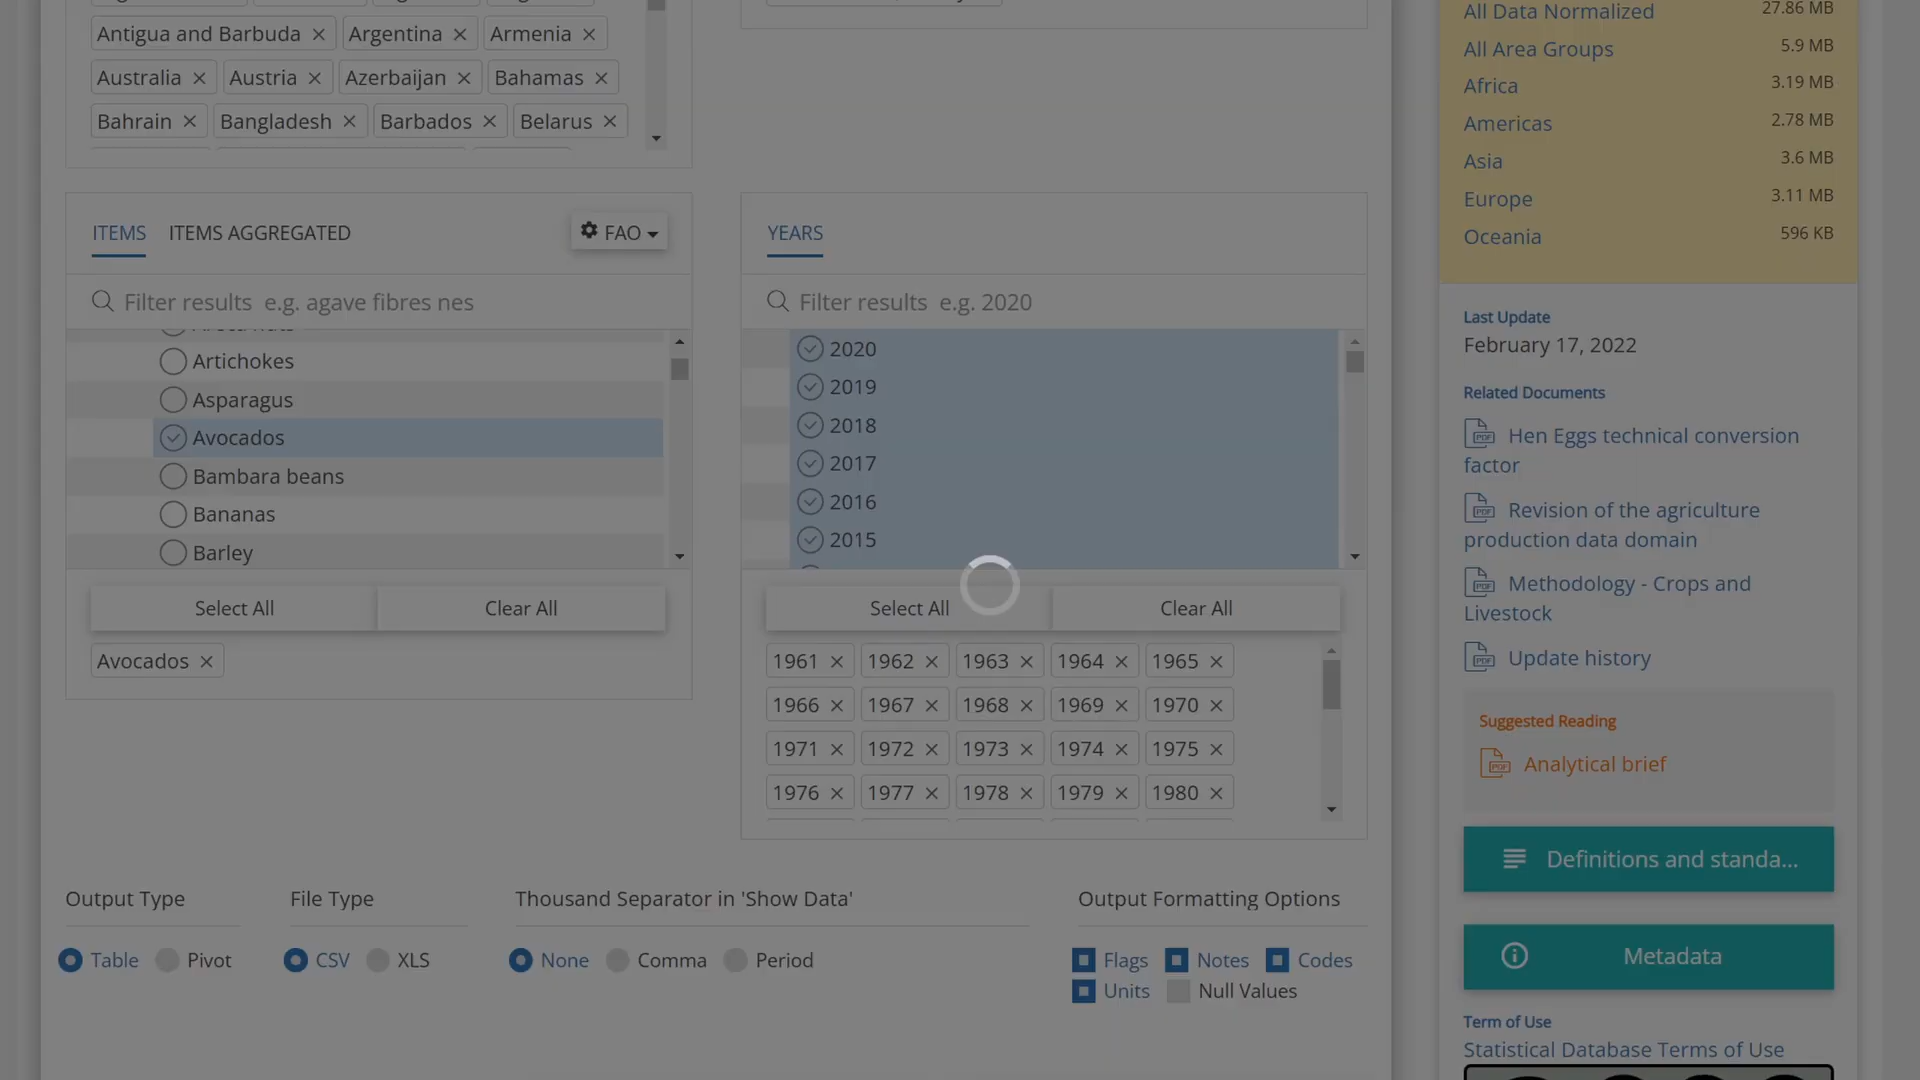 Antigua and Barbuda × Argentina × Armenia ×
Australia × Austria × Azerbaijan × Bahamas ×
Bahrain × Bangladesh × Barbados × Belarus ×
ITEMS ITEMS AGGREGATED FAO
Filter results e.g. agave fibres nes
Artichokes
Asparagus
Avocados
Bambara beans
Bananas
Barley
Select All Clear All
Avocados ×
YEARS
Filter results e.g. 2020
2020
2019
2018
2017
2016
2015
Select All Clear All
1961 × 1962 × 1963 × 1964 × 1965 ×
1966 × 1967 × 1968 × 1969 × 1970 ×
1971 × 1972 × 1973 × 1974 × 1975 ×
1976 × 1977 × 1978 × 1979 × 1980 ×
Output Type
Table Pivot
File Type
CSV XLS
Thousand Separator in 'Show Data'
None Comma Period
Output Formatting Options
Flags Notes Codes
Units Null Values
All Data Normalized 27.86 MB
All Area Groups 5.9 MB
Africa 3.19 MB
Americas 2.78 MB
Asia 3.6 MB
Europe 3.11 MB
Oceania 596 KB
Last Update
February 17, 2022
Related Documents
PDF Hen Eggs technical conversion
factor
PDF Revision of the agriculture
production data domain
PDF Methodology - Crops and
Livestock
PDF Update history
Suggested Reading
PDF Analytical brief
Definitions and standa...
Metadata
Term of Use
Statistical Database Terms of Use